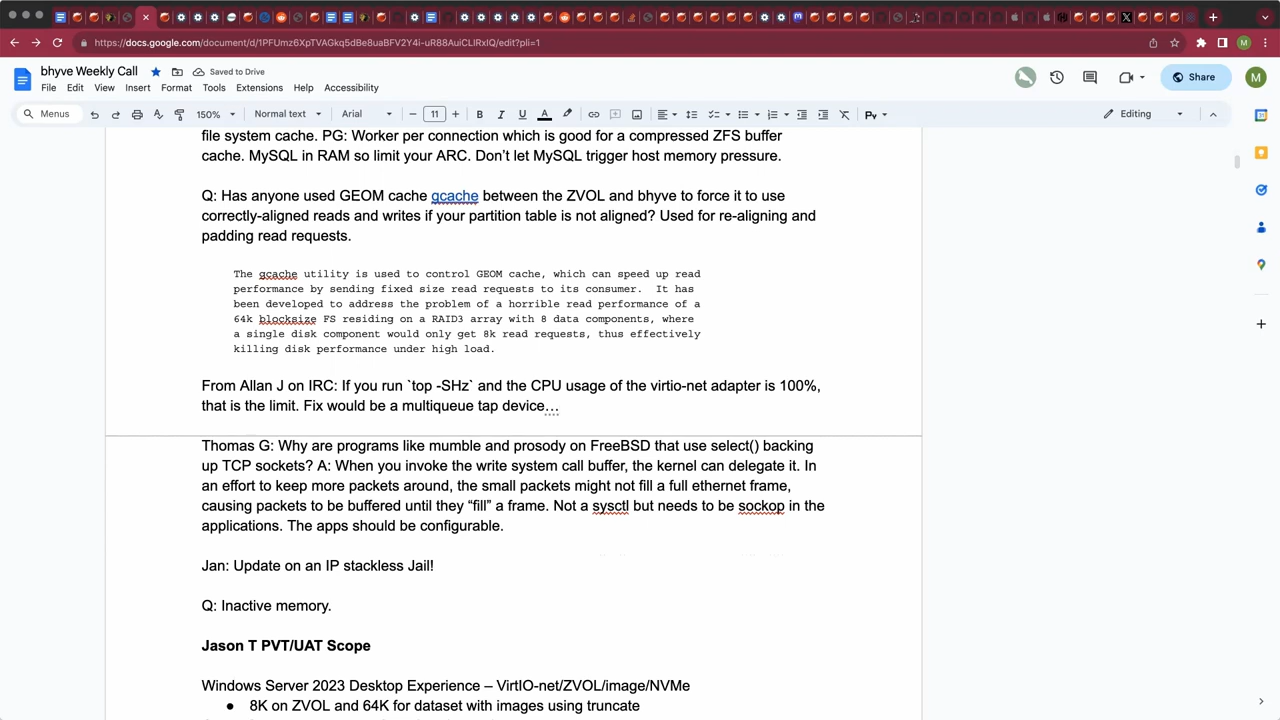 https://docs.google.com/document/d/1PFUmz6XpTVAGkq5dBe8uaBFV2Y4i-uR88AuiCLIRxIQ/edit?pli=1
bhyve Weekly Call
Saved to Drive
File Edit View Insert Format Tools Extensions Help Accessibility
Share
M
M
Menus
150%
Normal text
Arial
11
Editing
file system cache. PG: Worker per connection which is good for a compressed ZFS buffer
cache. MySQL in RAM so limit your ARC. Don’t let MySQL trigger host memory pressure.
Q: Has anyone used GEOM cache gcache between the ZVOL and bhyve to force it to use
correctly-aligned reads and writes if your partition table is not aligned? Used for re-aligning and
padding read requests.
The gcache utility is used to control GEOM cache, which can speed up read
performance by sending fixed size read requests to its consumer. It has
been developed to address the problem of a horrible read performance of a
64k blocksize FS residing on a RAID3 array with 8 data components, where
a single disk component would only get 8k read requests, thus effectively
killing disk performance under high load.
From Allan J on IRC: If you run `top -SHz` and the CPU usage of the virtio-net adapter is 100%,
that is the limit. Fix would be a multiqueue tap device…
Thomas G: Why are programs like mumble and prosody on FreeBSD that use select() backing
up TCP sockets? A: When you invoke the write system call buffer, the kernel can delegate it. In
an effort to keep more packets around, the small packets might not fill a full ethernet frame,
causing packets to be buffered until they “fill” a frame. Not a sysctl but needs to be sockop in the
applications. The apps should be configurable.
Jan: Update on an IP stackless Jail!
Q: Inactive memory.
Jason T PVT/UAT Scope
Windows Server 2023 Desktop Experience – VirtIO-net/ZVOL/image/NVMe
● 8K on ZVOL and 64K for dataset with images using truncate